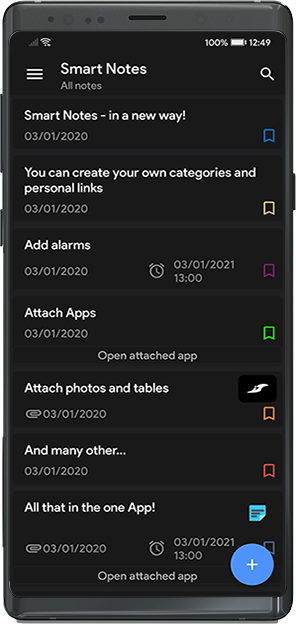 100% 12:49
Smart Notes
All notes
Smart Notes - in a new way!
03/01/2020
You can create your own categories and
personal links
03/01/2020
Add alarms
03/01/2020
03/01/2021
13:00
Attach Apps
03/01/2020
Open attached app
Attach photos and tables
03/01/2020
And many other...
03/01/2020
All that in the one App!
03/01/2020
03/01/2021
13:00
Open attached app